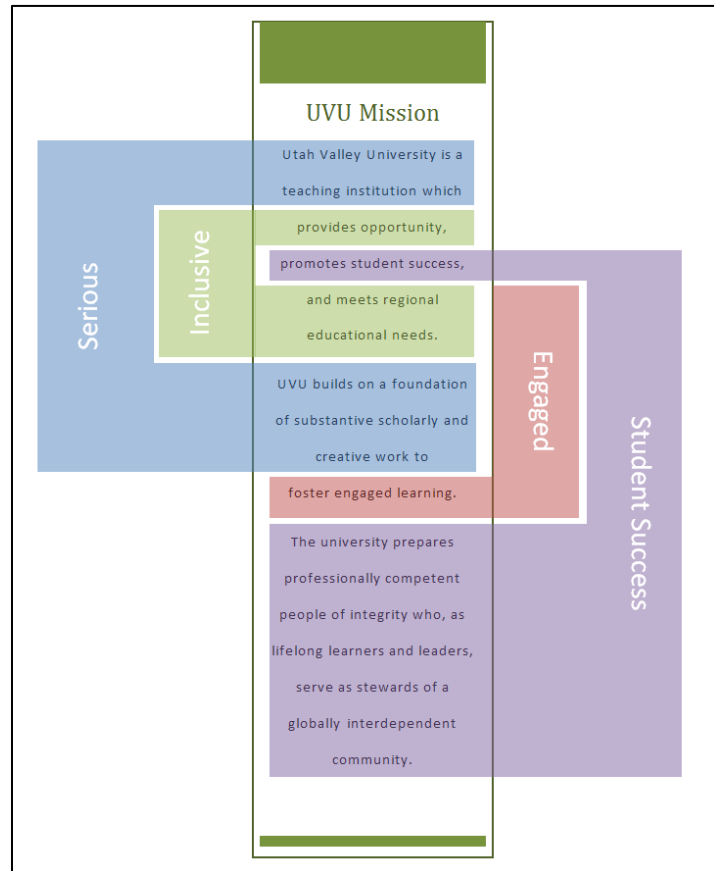 UVU Mission
Utah Valley University is a
teaching institution which
provides opportunity,
promotes student success,
and meets regional
educational needs.
UVU builds on a foundation
of substantive scholarly and
creative work to
foster engaged learning.
The university prepares
professionally competent
people of integrity who, as
lifelong learners and leaders,
serve as stewards of a
globally interdependent
community.
Serious
Inclusive
Engaged
Student Success